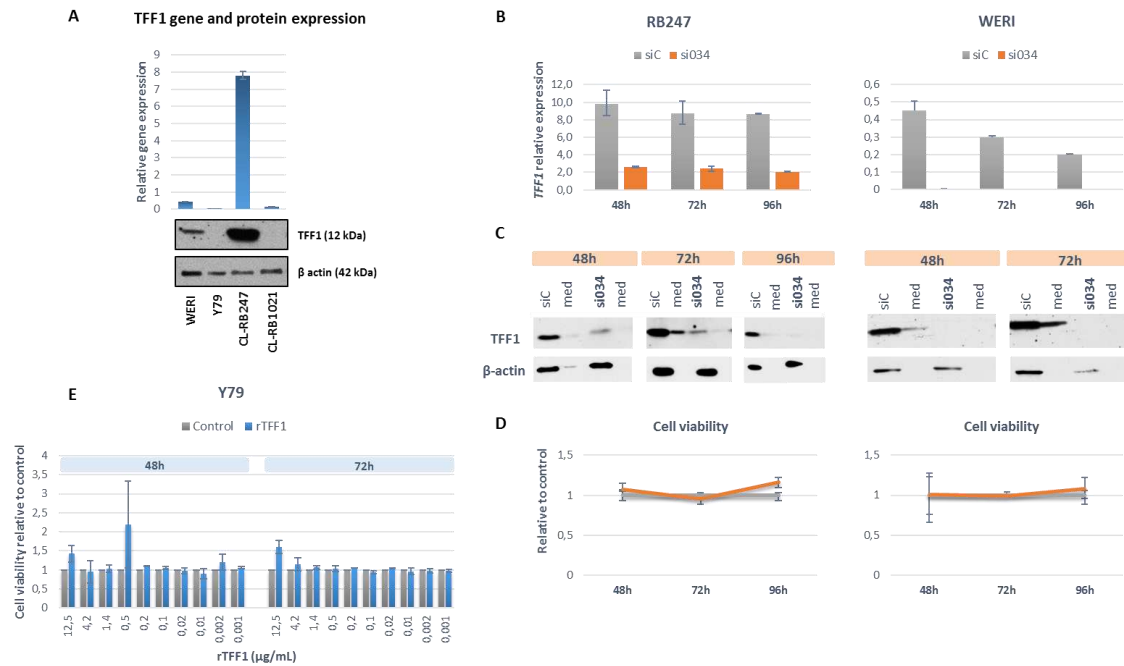 A
TFF1 gene and protein expression
Relative gene expression
9
8
7
6
5
4
3
2
1
0
TFF1 (12 kDa)
β actin (42 kDa)
WERI
Y79
CL-RB247
CL-RB1021
B
RB247
WERI
siC si034
siC si034
TFF1 relative expression
12,0
10,0
8,0
6,0
4,0
2,0
0,0
48h 72h 96h
0,6
0,5
0,4
0,3
0,2
0,1
0
48h 72h 96h
C
48h 72h 96h 48h 72h
siC med si034 med siC med si034 med siC med si034 med siC med si034 med siC med si034 med
TFF1
β-actin
E
Y79
Control rTFF1
Cell viability relative to control
4
3,5
3
2,5
2
1,5
1
0,5
0
48h 72h
12,5 4,2 1,4 0,5 0,2 0,1 0,02 0,01 0,002 0,001 12,5 4,2 1,4 0,5 0,2 0,1 0,02 0,01 0,002 0,001
rTFF1 (µg/mL)
D
Cell viability
Cell viability
Relative to control
1,5
1
0,5
0
48h 72h 96h
1,5
1
0,5
0
48h 72h 96h